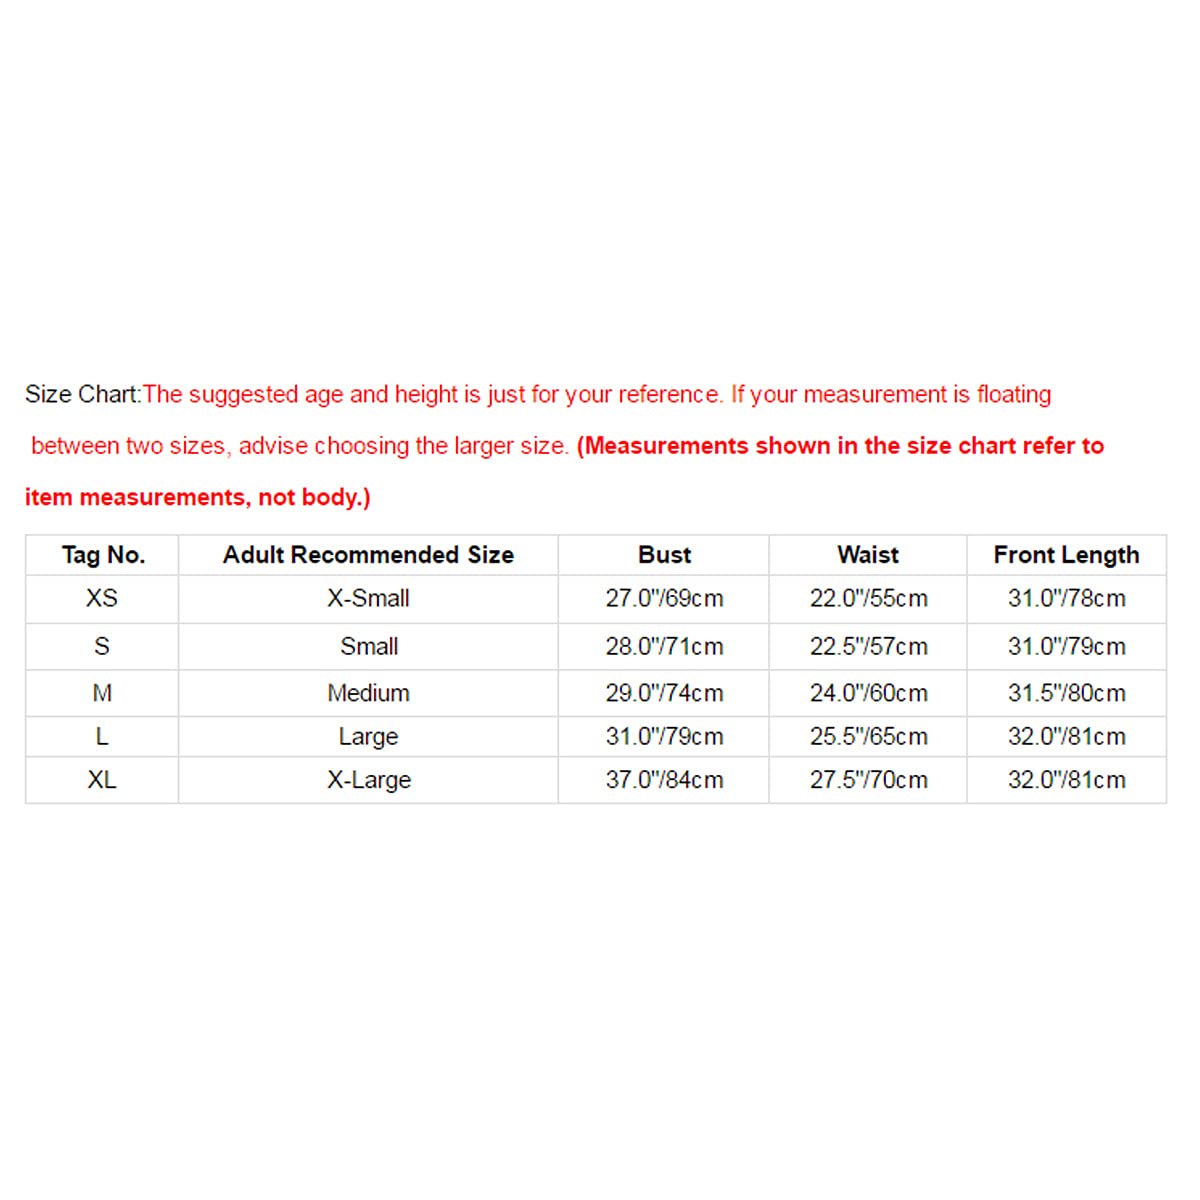 Size Chart:The suggested age and height is just for your reference. If your measurement is floating
between two sizes, advise choosing the larger size. (Measurements shown in the size chart refer to
item measurements, not body.)
Tag No. Adult Recommended Size Bust Waist Front Length
XS X-Small 27.0"/69cm 22.0"/55cm 31.0"/78cm
S Small 28.0"/71cm 22.5"/57cm 31.0"/79cm
M Medium 29.0"/74cm 24.0"/60cm 31.5"/80cm
L Large 31.0"/79cm 25.5"/65cm 32.0"/81cm
XL X-Large 37.0"/84cm 27.5"/70cm 32.0"/81cm